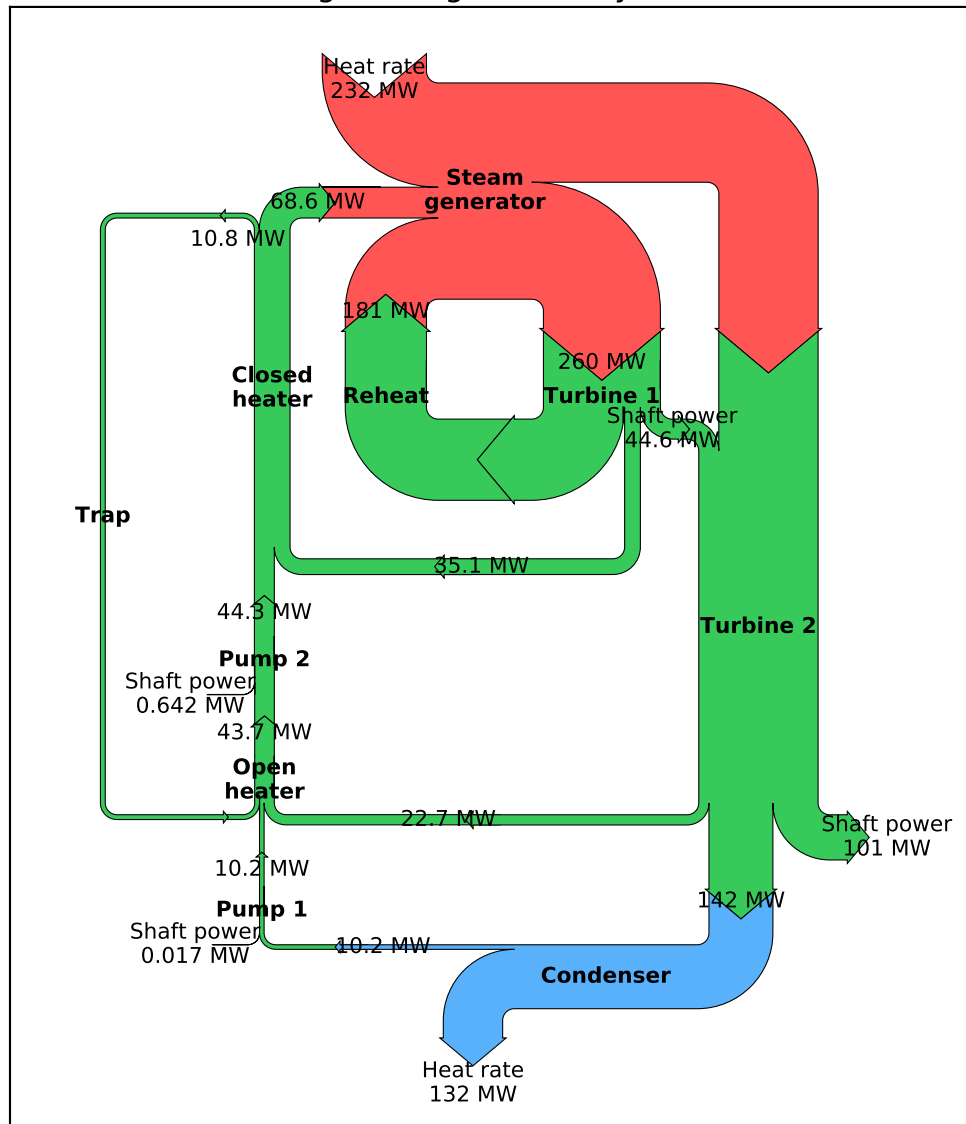 Heat rate
232 MW
Steam
generator
68.6 MW
10.8 MW
181 MW
260 MW
Closed
heater
Reheat
Turbine 1
Shaft power
44.6 MW
Trap
35.1 MW
44.3 MW
Turbine 2
Pump 2
Shaft power
0.642 MW
43.7 MW
Open
heater
22.7 MW
Shaft power
101 MW
10.2 MW
142 MW
Pump 1
Shaft power
0.017 MW
10.2 MW
Condenser
Heat rate
132 MW